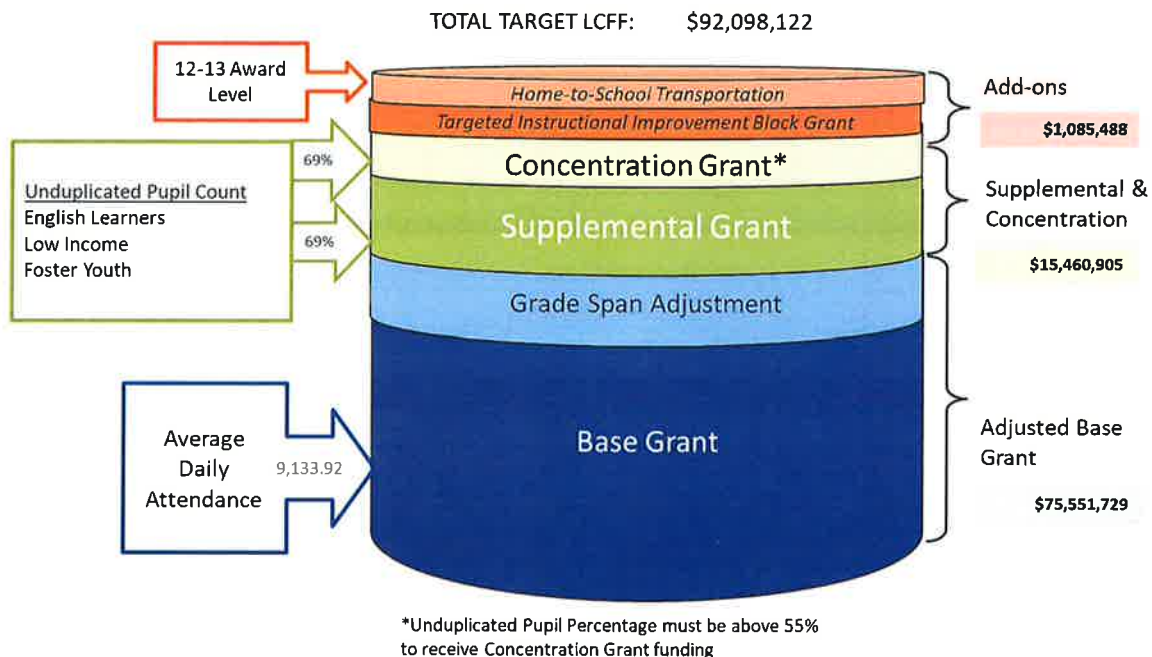 TOTAL TARGET LCFF: $92,098,122
12-13 Award
Level
Home-to-School Transportation
Targeted Instructional Improvement Block Grant
Add-ons
$1,085,488
69%
Concentration Grant*
Unduplicated Pupil Count
English Learners
Low Income
Foster Youth
69%
Supplemental Grant
Supplemental &
Concentration
$15,460,905
Grade Span Adjustment
Average
Daily
Attendance
9,133.92
Base Grant
Adjusted Base
Grant
$75,551,729
*Unduplicated Pupil Percentage must be above 55%
to receive Concentration Grant funding